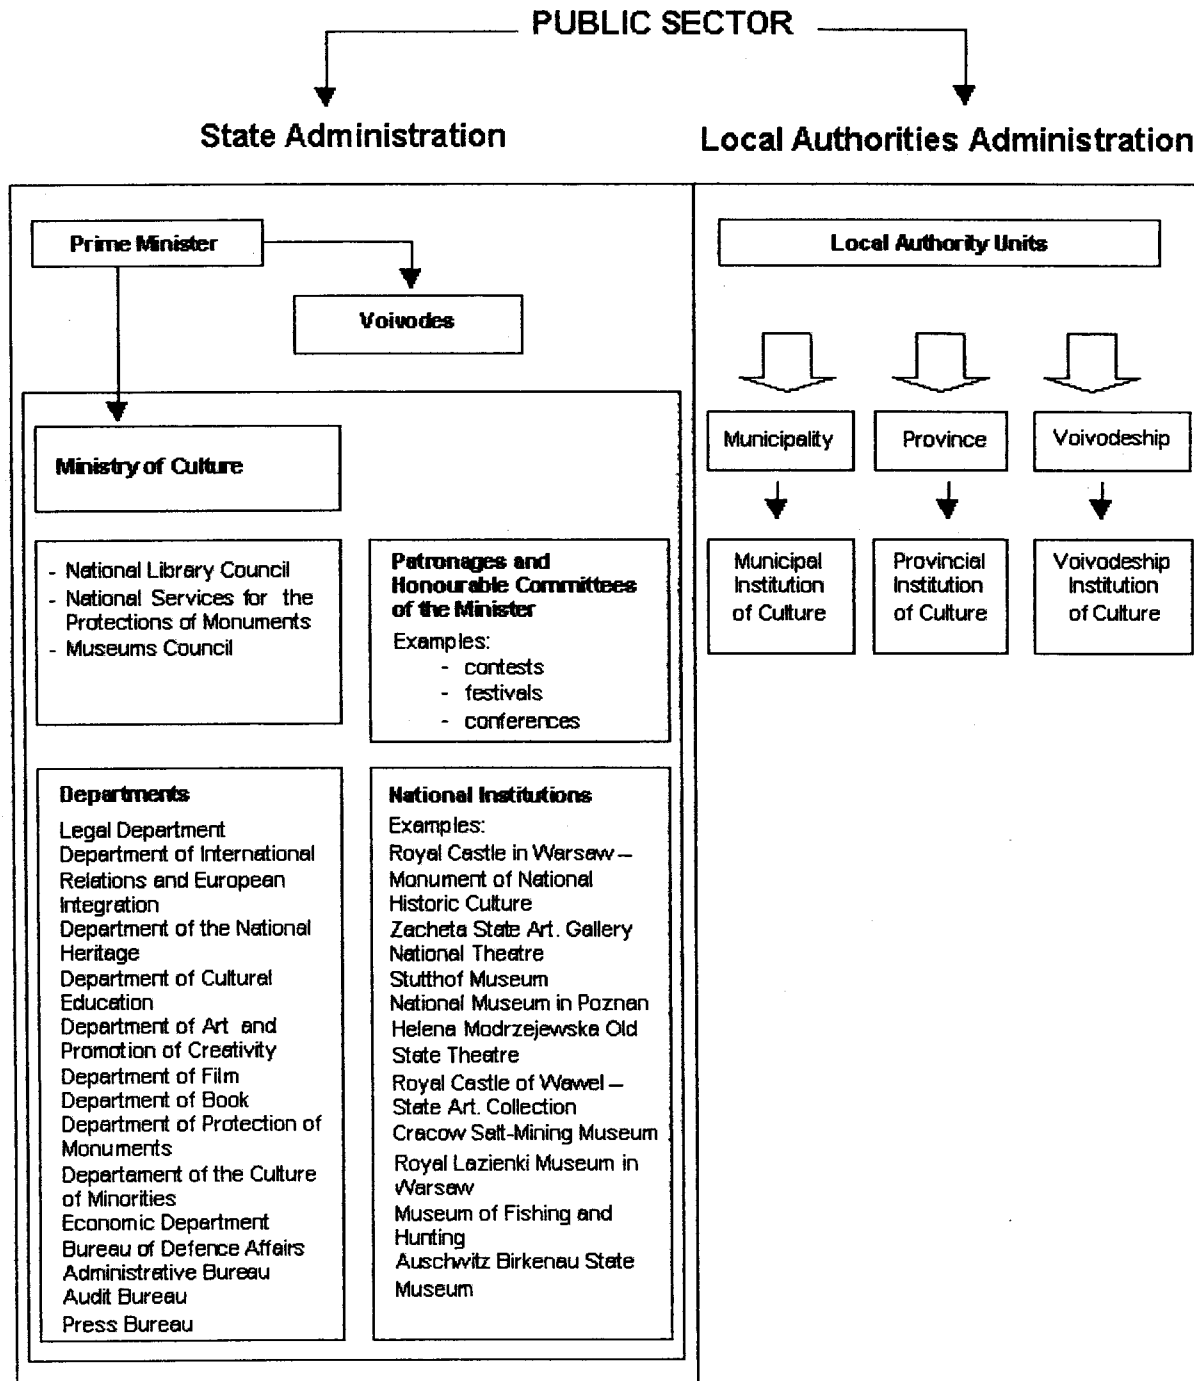 PUBLIC SECTOR
State Administration
Local Authorities Administration
Prime Minister
Voivodes
Ministry of Culture
- National Library Council
- National Services for the
Protections of Monuments
- Museums Council
Patronages and
Honourable Committees
of the Minister
Examples:
- contests
- festivals
- conferences
Departments
Legal Department
Department of International
Relations and European
Integration
Department of the National
Heritage
Department of Cultural
Education
Department of Art and
Promotion of Creativity
Department of Film
Department of Book
Department of Protection of
Monuments
Departament of the Culture
of Minorities
Economic Department
Bureau of Defence Affairs
Administrative Bureau
Audit Bureau
Press Bureau
National Institutions
Examples:
Royal Castle in Warsaw –
Monument of National
Historic Culture
Zacheta State Art. Gallery
National Theatre
Stutthof Museum
National Museum in Poznan
Helena Modrzejewska Old
State Theatre
Royal Castle of Wawel –
State Art. Collection
Cracow Salt-Mining Museum
Royal Lazienki Museum in
Warsaw
Museum of Fishing and
Hunting
Auschwitz Birkenau State
Museum
Local Authority Units
Municipality
Province
Voivodeship
Municipal
Institution
of Culture
Provincial
Institution
of Culture
Voivodeship
Institution
of Culture